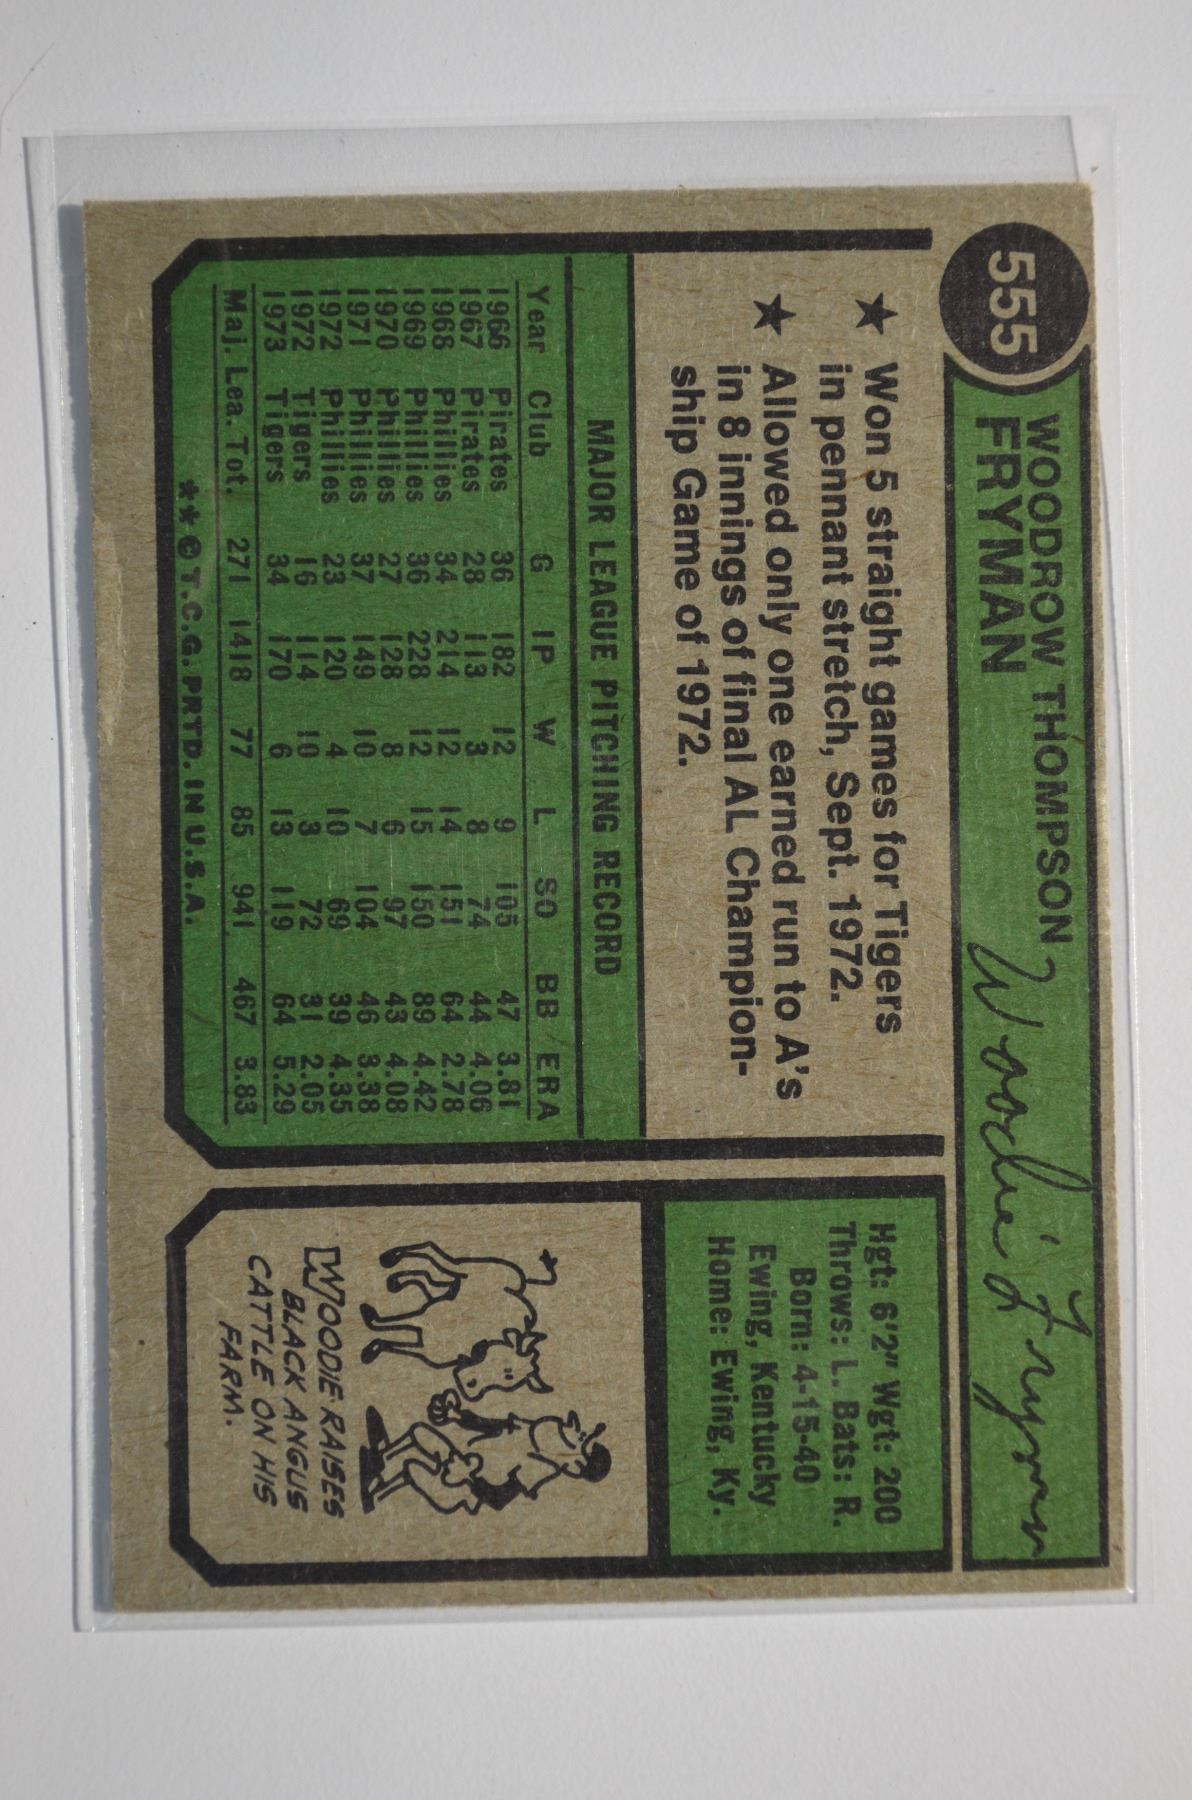 555
WOODROW THOMPSON
FRYMAN
Woodie Fryman
★ Won 5 straight games for Tigers
in pennant stretch, Sept. 1972.
★ Allowed only one earned run to A's
in 8 innings of final AL Champion-
ship Game of 1972.
MAJOR LEAGUE PITCHING RECORD
Year Club G IP W L SO BB ERA
1966 Pirates 36 182 12 9 105 47 3.81
1967 Pirates 28 113 3 8 74 44 4.06
1968 Phillies 34 214 12 14 151 64 2.78
1969 Phillies 36 228 12 15 150 89 4.42
1970 Phillies 27 128 8 6 97 43 4.08
1971 Phillies 37 149 10 7 104 46 3.38
1972 Phillies 23 120 4 10 69 39 4.35
1972 Tigers 16 114 10 3 72 31 2.05
1973 Tigers 34 170 6 13 119 64 5.29
Maj. Lea. Tot. 271 1418 77 85 941 467 3.83
**©T.C.G. PRTD. IN U.S.A.
Hgt: 6'2" Wgt: 200
Throws: L. Bats: R.
Born: 4-15-40
Ewing, Kentucky
Home: Ewing, Ky.
WOODIE RAISES
BLACK ANGUS
CATTLE ON HIS
FARM.